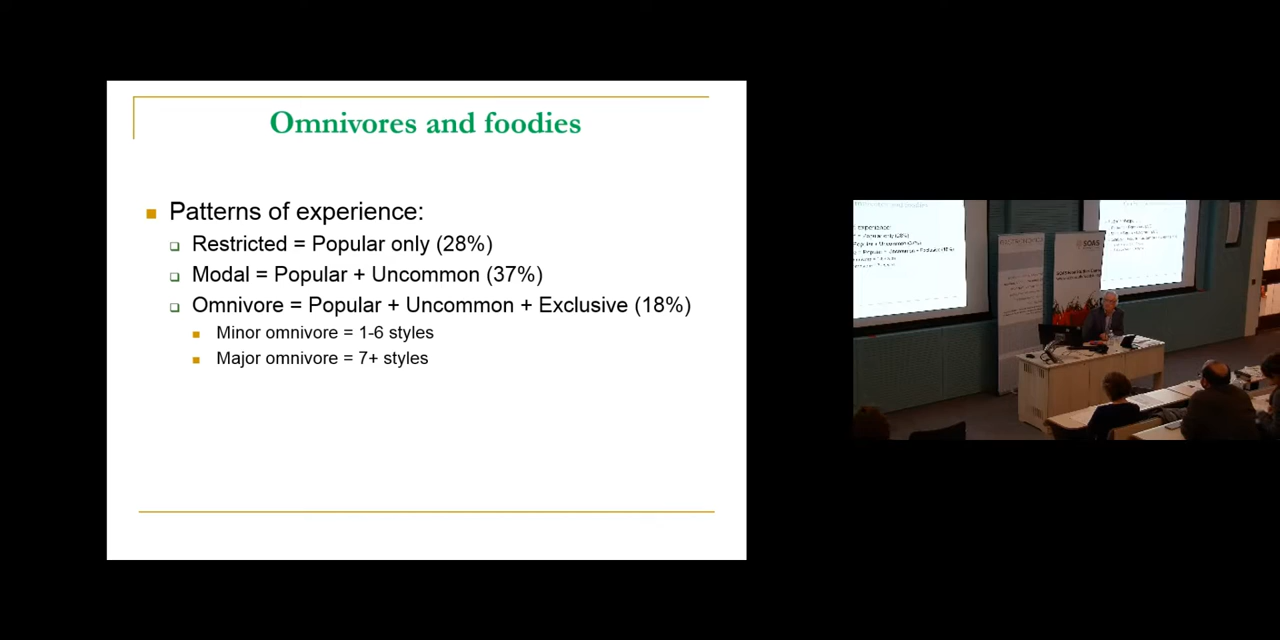 Omnivores and foodies
Patterns of experience:
Restricted = Popular only (28%)
Modal = Popular + Uncommon (37%)
Omnivore = Popular + Uncommon + Exclusive (18%)
Minor omnivore = 1-6 styles
Major omnivore = 7+ styles
experience:
SOAS